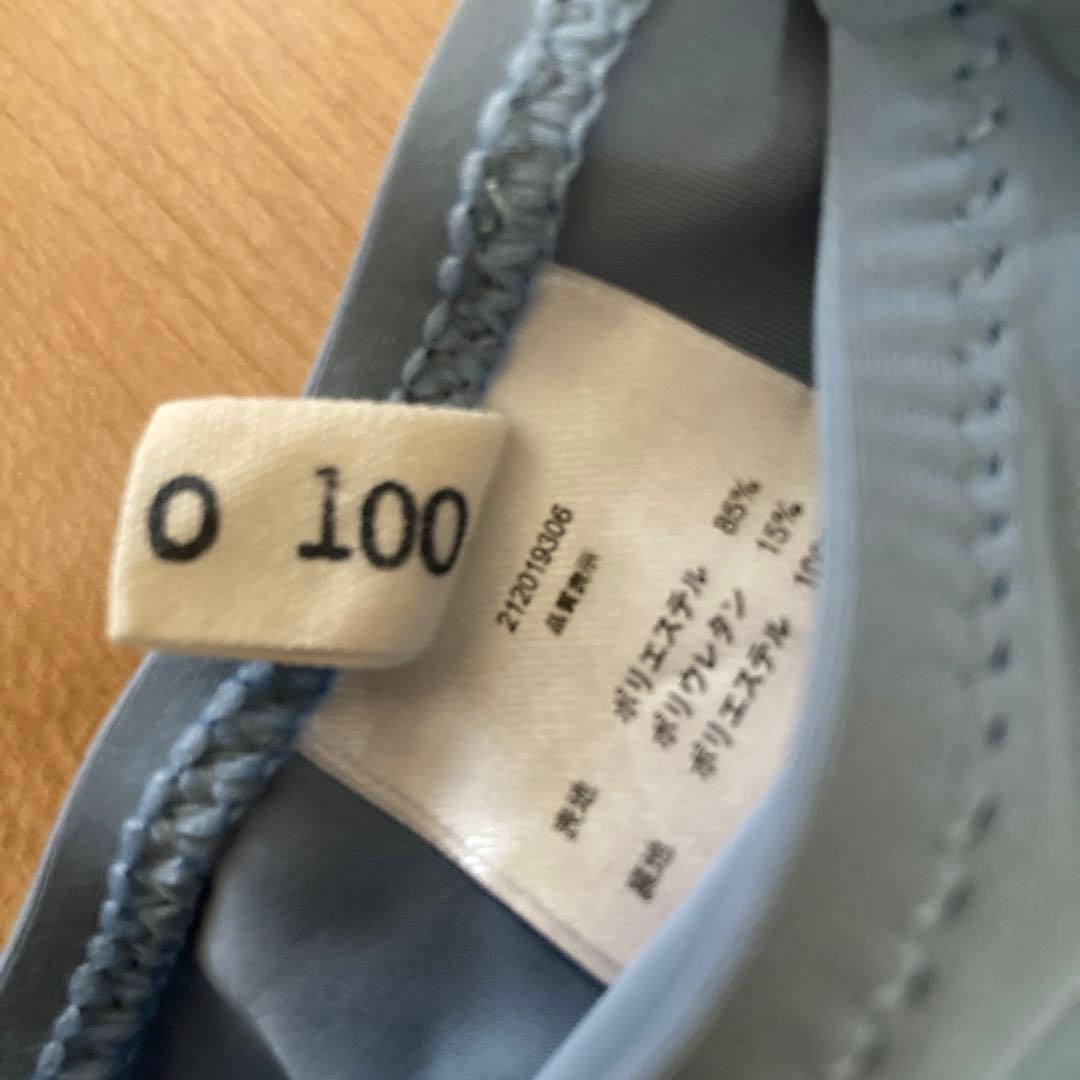 O 100
212019306
品質表示
表地 ポリエステル 85%
ポリウレタン 15%
裏地 ポリエステル